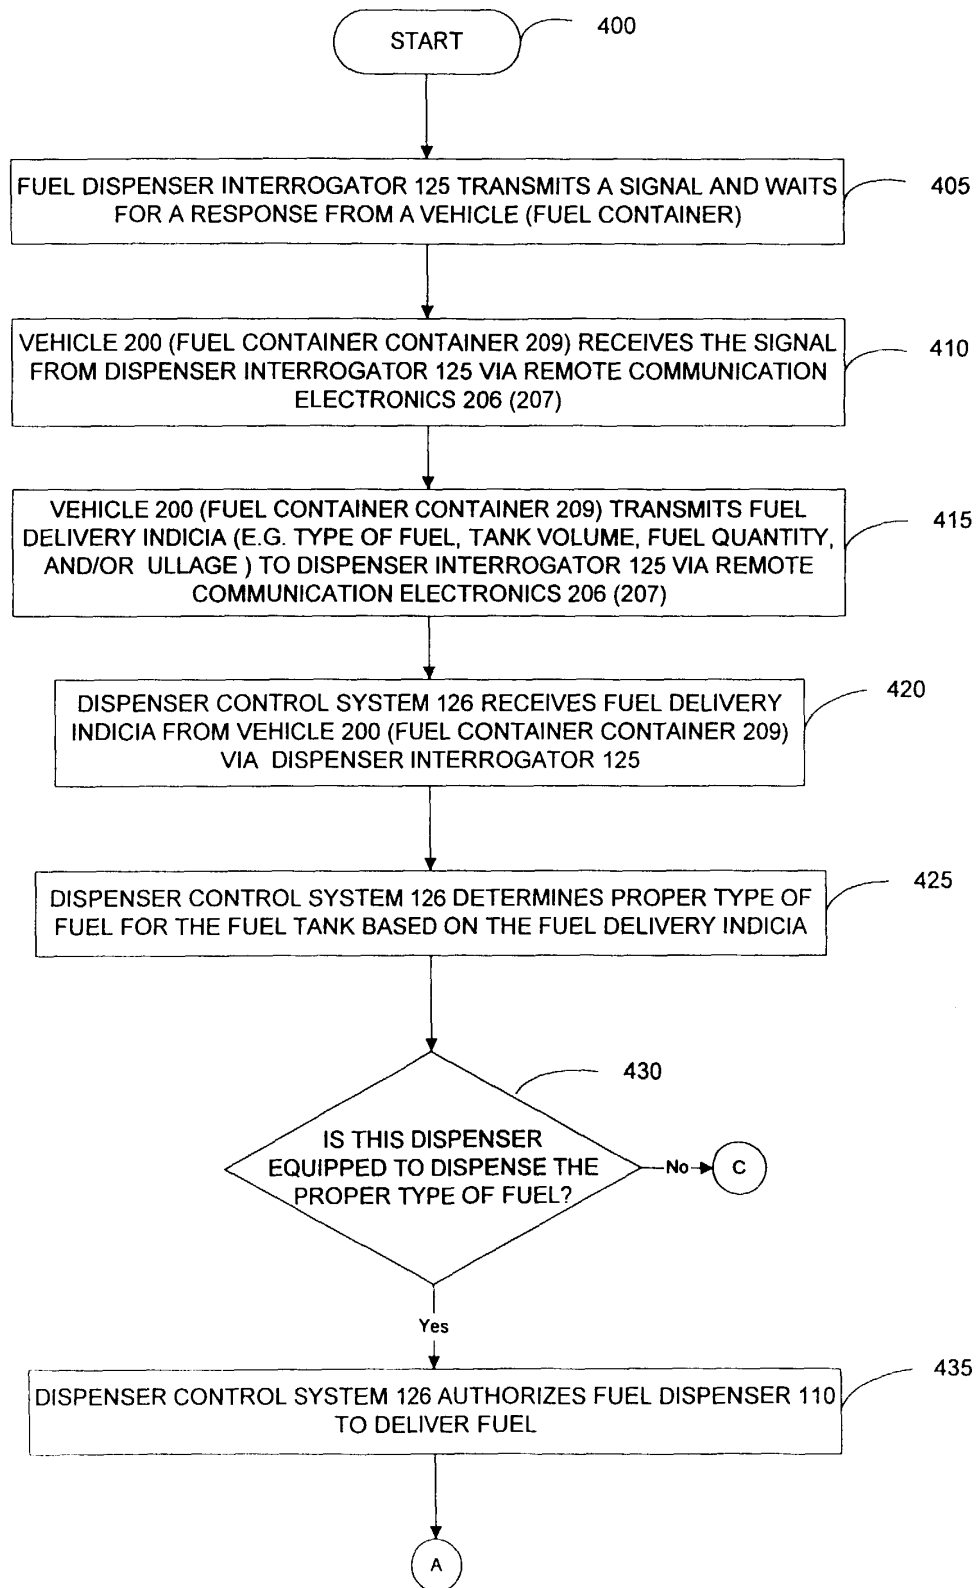 START
400
FUEL DISPENSER INTERROGATOR 125 TRANSMITS A SIGNAL AND WAITS
FOR A RESPONSE FROM A VEHICLE (FUEL CONTAINER)
405
VEHICLE 200 (FUEL CONTAINER CONTAINER 209) RECEIVES THE SIGNAL
FROM DISPENSER INTERROGATOR 125 VIA REMOTE COMMUNICATION
ELECTRONICS 206 (207)
410
VEHICLE 200 (FUEL CONTAINER CONTAINER 209) TRANSMITS FUEL
DELIVERY INDICIA (E.G. TYPE OF FUEL, TANK VOLUME, FUEL QUANTITY,
AND/OR ULLAGE ) TO DISPENSER INTERROGATOR 125 VIA REMOTE
COMMUNICATION ELECTRONICS 206 (207)
415
DISPENSER CONTROL SYSTEM 126 RECEIVES FUEL DELIVERY
INDICIA FROM VEHICLE 200 (FUEL CONTAINER CONTAINER 209)
VIA DISPENSER INTERROGATOR 125
420
DISPENSER CONTROL SYSTEM 126 DETERMINES PROPER TYPE OF
FUEL FOR THE FUEL TANK BASED ON THE FUEL DELIVERY INDICIA
425
IS THIS DISPENSER
EQUIPPED TO DISPENSE THE
PROPER TYPE OF FUEL?
430
No
C
Yes
DISPENSER CONTROL SYSTEM 126 AUTHORIZES FUEL DISPENSER 110
TO DELIVER FUEL
435
A